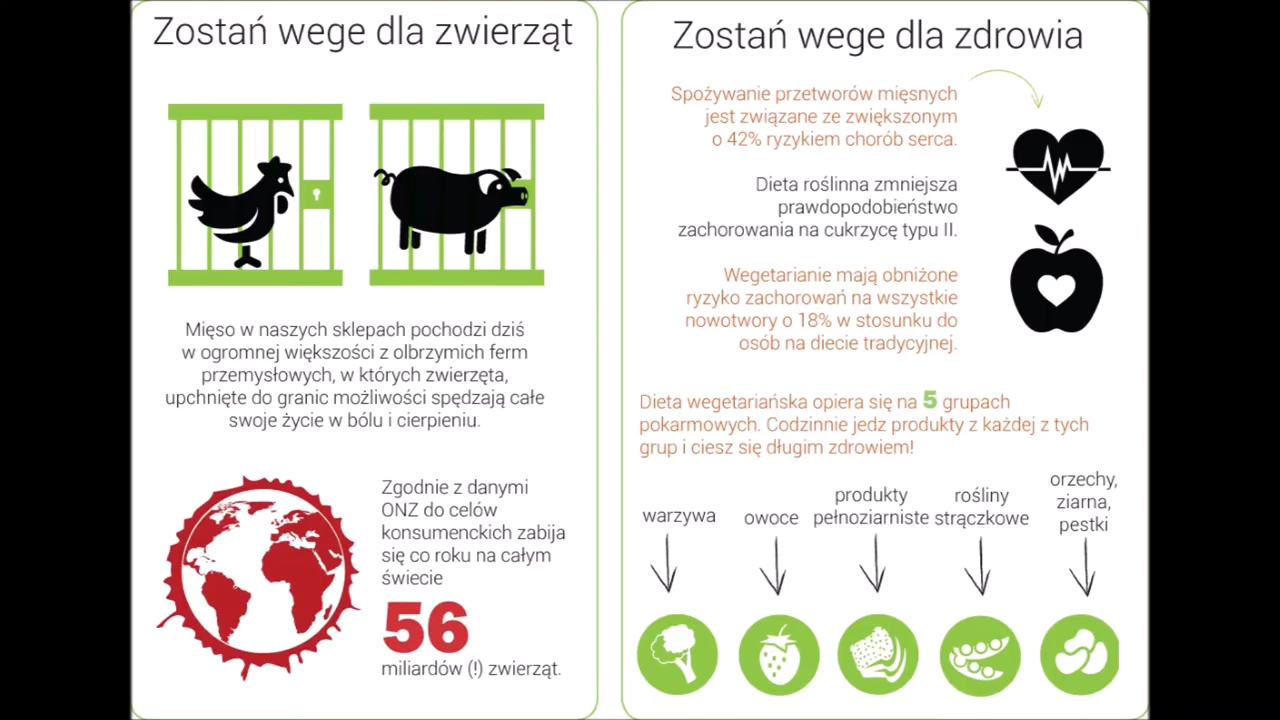 Zostań wege dla zwierząt
Mięso w naszych sklepach pochodzi dziś
w ogromnej większości z olbrzymich ferm
przemysłowych, w których zwierzęta,
upchnięte do granic możliwości spędzają całe
swoje życie w bólu i cierpieniu.
Zgodnie z danymi
ONZ do celów
konsumenckich zabija
się co roku na całym
świecie
56
miliardów (!) zwierząt.
Zostań wege dla zdrowia
Spożywanie przetworów mięsnych
jest związane ze zwiększonym
o 42% ryzykiem chorób serca.
Dieta roślinna zmniejsza
prawdopodobieństwo
zachorowania na cukrzycę typu II.
Wegetarianie mają obniżone
ryzyko zachorowań na wszystkie
nowotwory o 18% w stosunku do
osób na diecie tradycyjnej.
Dieta wegetariańska opiera się na 5 grupach
pokarmowych. Codzinnie jedz produkty z każdej z tych
grup i ciesz się długim zdrowiem!
warzywa
owoce
produkty
pełnoziarniste
rośliny
strączkowe
orzechy,
ziarna,
pestki